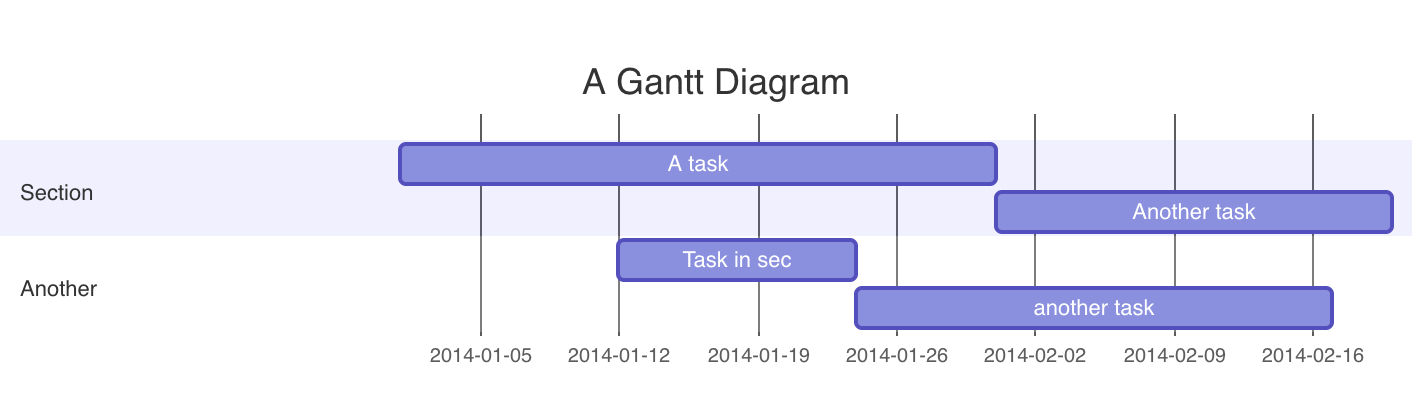 A Gantt Diagram
A task
Section
Another task
Task in sec
Another
another task
2014-01-05 2014-01-12 2014-01-19 2014-01-26 2014-02-02 2014-02-09 2014-02-16